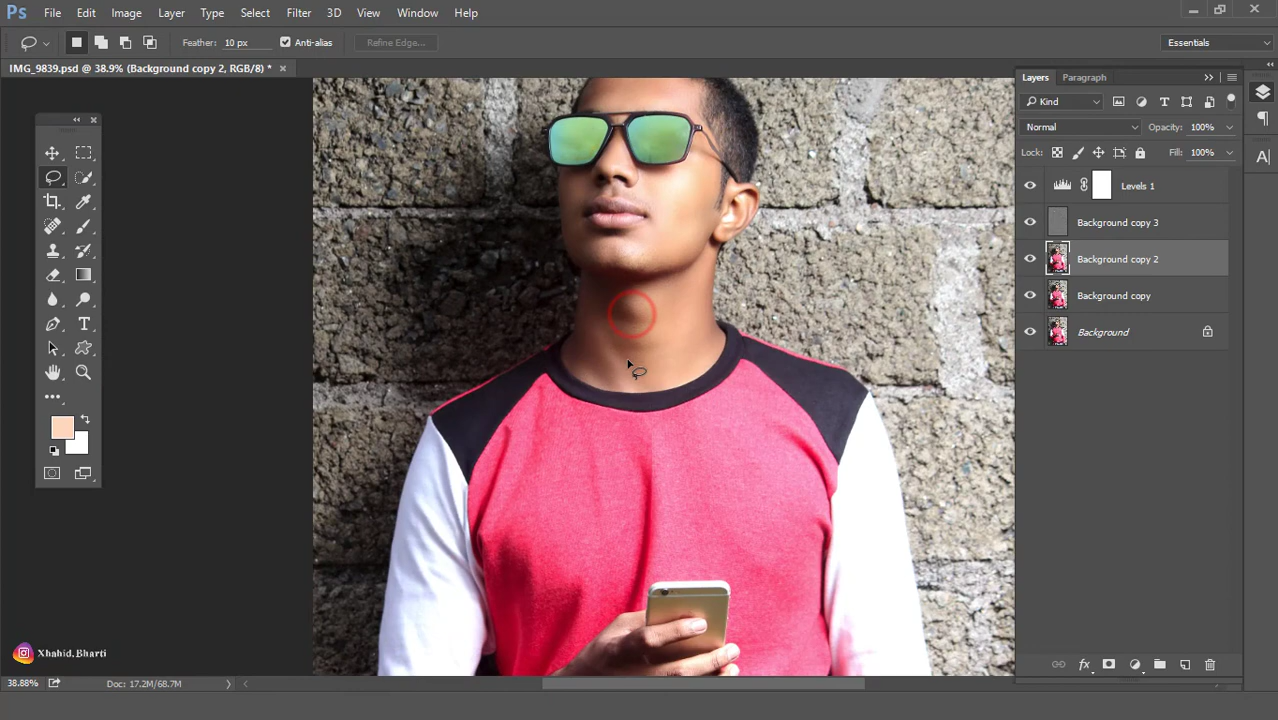 Ps File Edit Image Layer Type Select Filter 3D View Window Help
Feather: 10 px Anti-alias Refine Edge... Essentials
IMG_9839.psd @ 38.9% (Background copy 2, RGB/8) *
Layers Paragraph
Kind
Normal Opacity: 100%
Lock: Fill: 100%
Levels 1
Background copy 3
Background copy 2
Background copy
Background
Xhahid.Bharti
38.88% Doc: 17.2M/68.7M